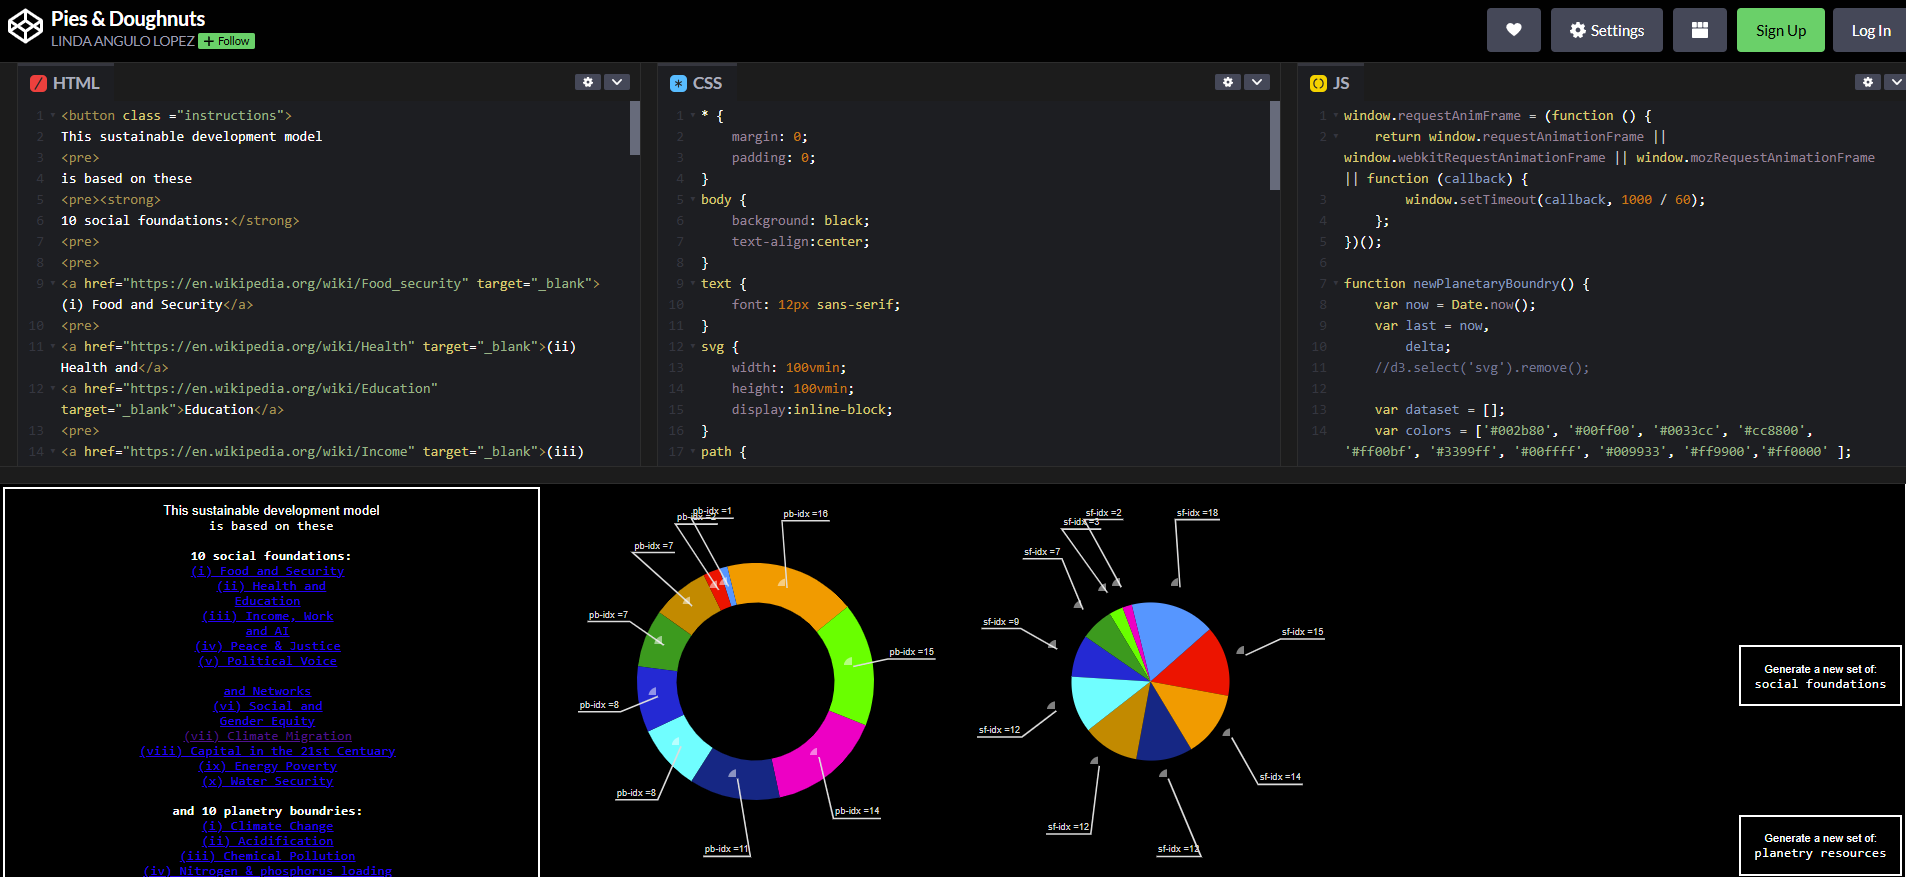 Pies & Doughnuts
LINDA ANGULO LOPEZ + Follow
Settings
Sign Up
Log In
HTML
1 <button class ="instructions">
2 This sustainable development model
3 <pre>
4 is based on these
5 <pre><strong>
6 10 social foundations:</strong>
7 <pre>
8 <pre>
9 <a href="https://en.wikipedia.org/wiki/Food_security" target="_blank">
(i) Food and Security</a>
10 <pre>
11 <a href="https://en.wikipedia.org/wiki/Health" target="_blank">(ii)
Health and</a>
12 <a href="https://en.wikipedia.org/wiki/Education"
target="_blank">Education</a>
13 <pre>
14 <a href="https://en.wikipedia.org/wiki/Income" target="_blank">(iii)
CSS
1 * {
2 margin: 0;
3 padding: 0;
4 }
5 body {
6 background: black;
7 text-align:center;
8 }
9 text {
10 font: 12px sans-serif;
11 }
12 svg {
13 width: 100vmin;
14 height: 100vmin;
15 display:inline-block;
16 }
17 path {
JS
1 window.requestAnimFrame = (function () {
2 return window.requestAnimationFrame ||
window.webkitRequestAnimationFrame || window.mozRequestAnimationFrame
|| function (callback) {
3 window.setTimeout(callback, 1000 / 60);
4 };
5 })();
6
7 function newPlanetaryBoundry() {
8 var now = Date.now();
9 var last = now,
10 delta;
11 //d3.select('svg').remove();
12
13 var dataset = [];
14 var colors = ['#002b80', '#00ff00', '#0033cc', '#cc8800',
'#ff00bf', '#3399ff', '#00ffff', '#009933', '#ff9900','#ff0000' ];
This sustainable development model
is based on these
10 social foundations:
(i) Food and Security
(ii) Health and
Education
(iii) Income, Work
and AI
(iv) Peace & Justice
(v) Political Voice
and Networks
(vi) Social and
Gender Equity
(vii) Climate Migration
(viii) Capital in the 21st Centuary
(ix) Energy Poverty
(x) Water Security
and 10 planetry boundries:
(i) Climate Change
(ii) Acidification
(iii) Chemical Pollution
(iv) Nitrogen & phosphorus loading
pb-idx =1
pb-idx =2
pb-idx =16
pb-idx =7
pb-idx =7
pb-idx =15
pb-idx =8
pb-idx =8
pb-idx =14
pb-idx =11
sf-idx =2
sf-idx =18
sf-idx =3
sf-idx =7
sf-idx =9
sf-idx =15
sf-idx =12
sf-idx =14
sf-idx =12
sf-idx =12
Generate a new set of:
social foundations
Generate a new set of:
planetry resources